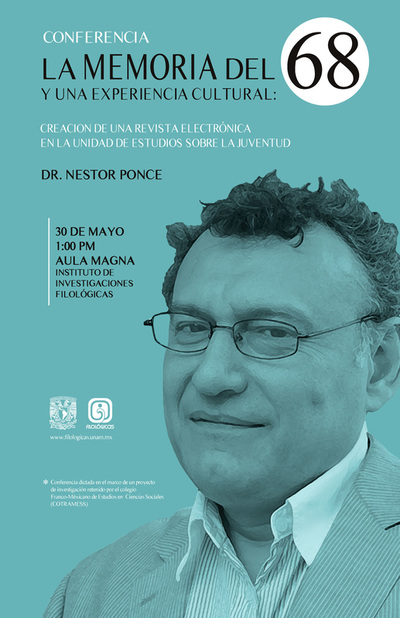 CONFERENCIA
LA MEMORIA DEL 68
Y UNA EXPERIENCIA CULTURAL:
CREACION DE UNA REVISTA ELECTRÓNICA
EN LA UNIDAD DE ESTUDIOS SOBRE LA JUVENTUD
DR. NESTOR PONCE
30 DE MAYO
1:00 PM
AULA MAGNA
INSTITUTO DE
INVESTIGACIONES
FILOLÓGICAS
FILOLÓGICAS
www.filologicas.unam.mx
* Conferencia dictada en el marco de un proyecto
de investigación retenido por el colegio
Franco-Méxicano de Estudios en Ciencias Sociales
(COFRAMESS)